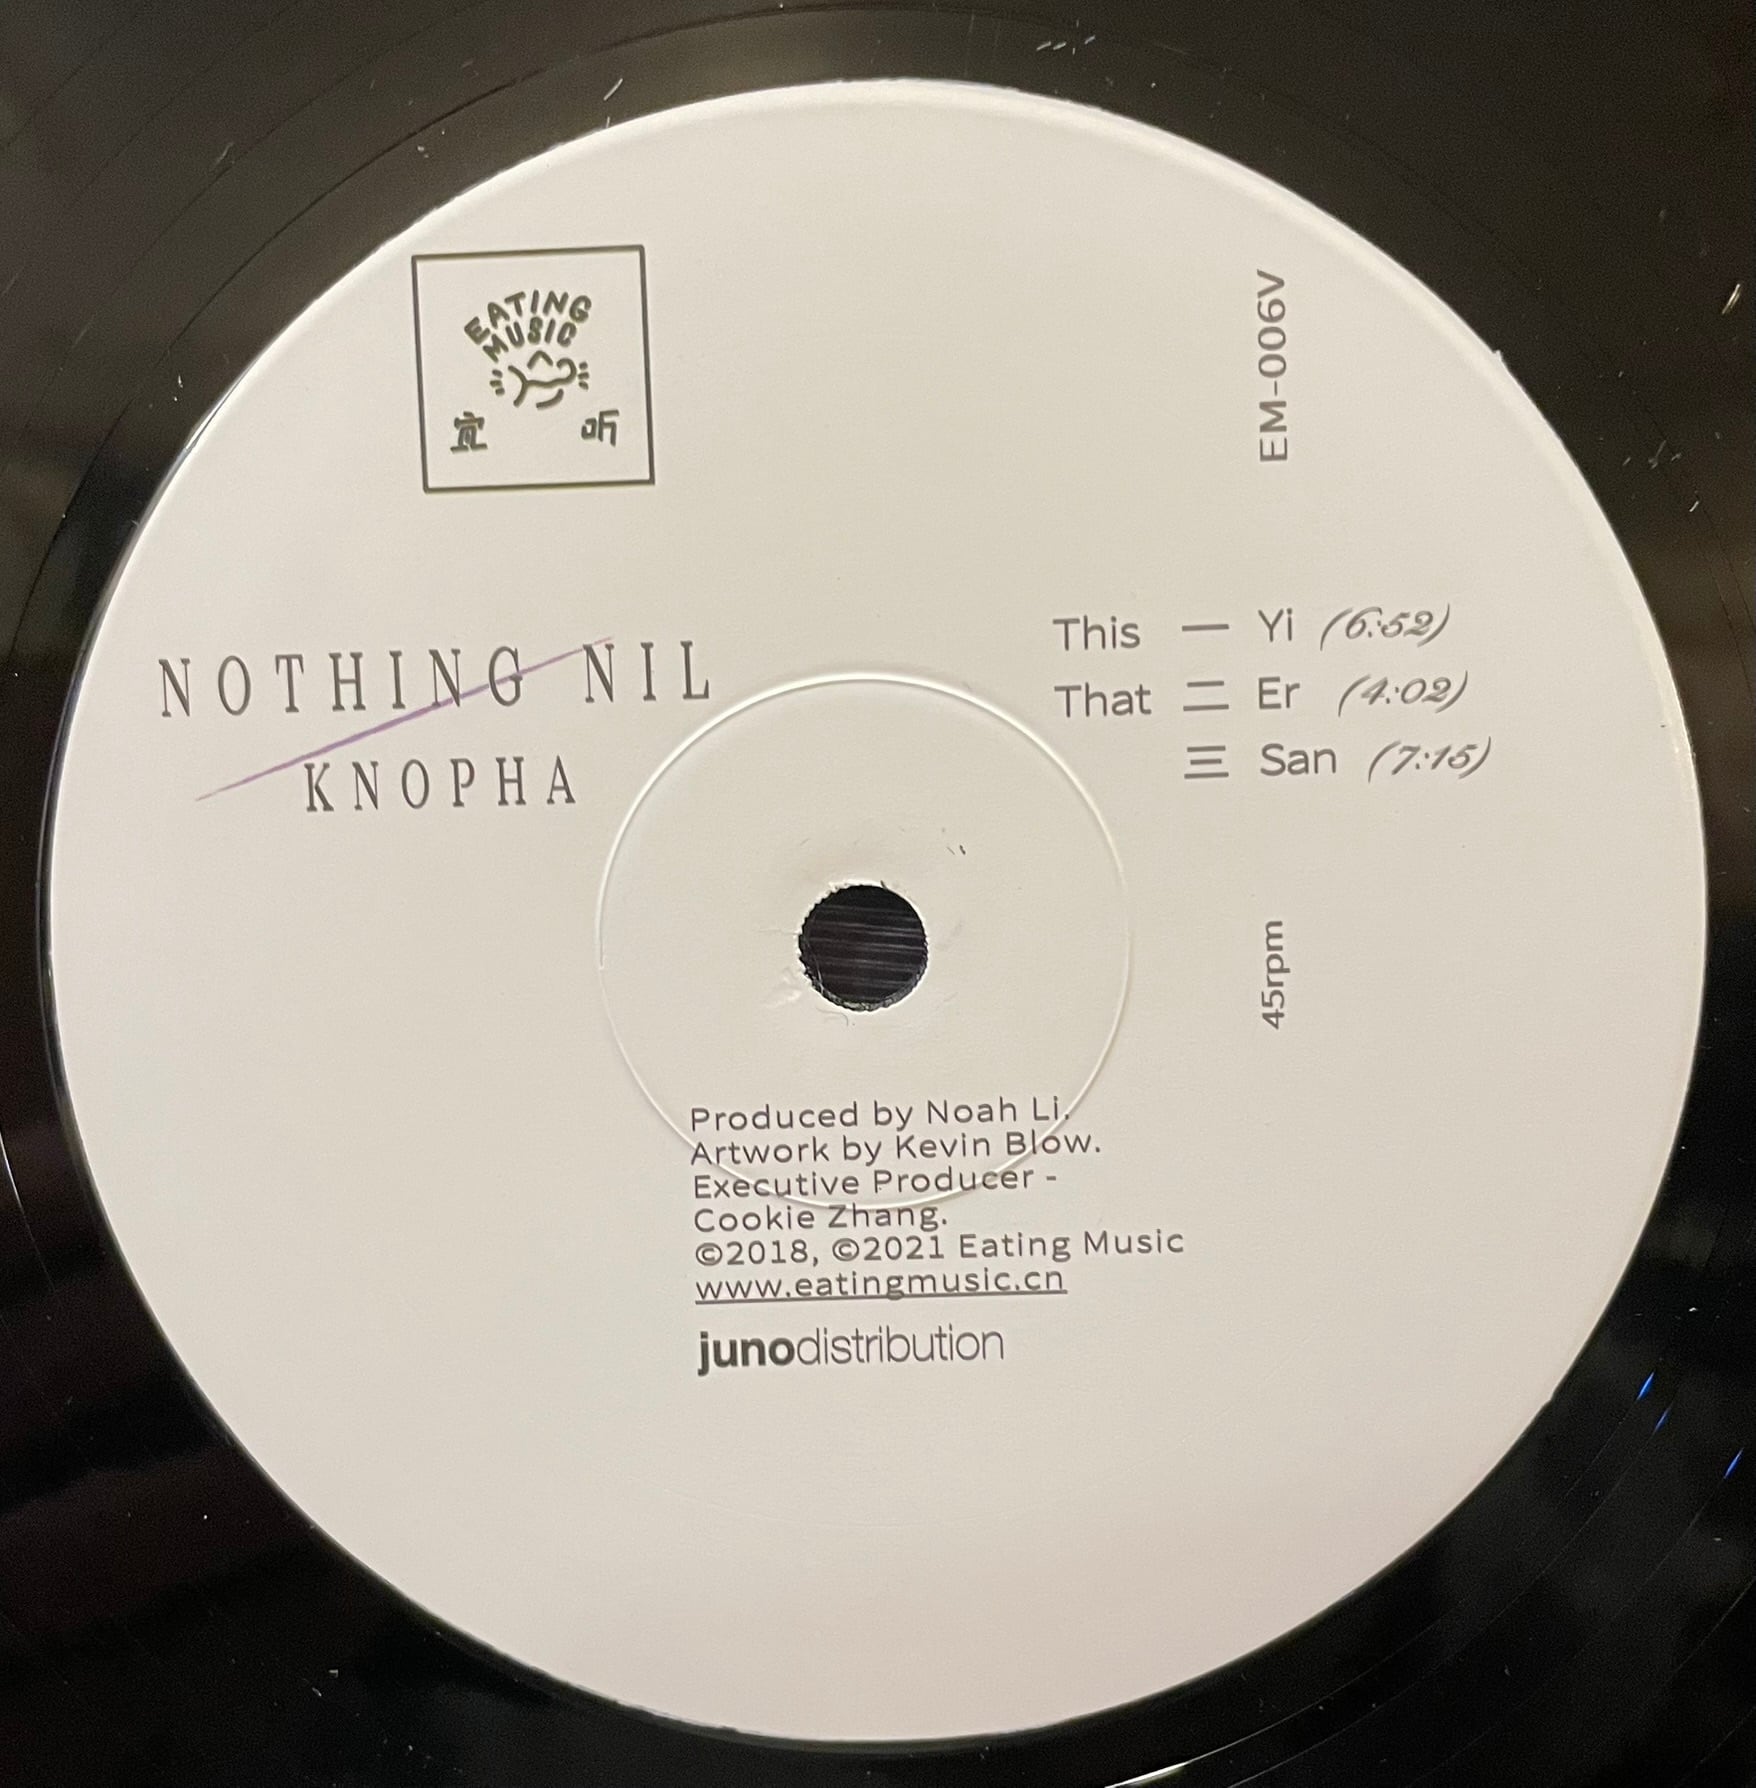 EATING
MUSIC
宜 听
EM-006V
NOTHING NIL
KNOPHA
This 一 Yi (6:52)
That 二 Er (4:02)
三 San (7:15)
45rpm
Produced by Noah Li.
Artwork by Kevin Blow.
Executive Producer -
Cookie Zhang.
©2018, ©2021 Eating Music
www.eatingmusic.cn
junodistribution